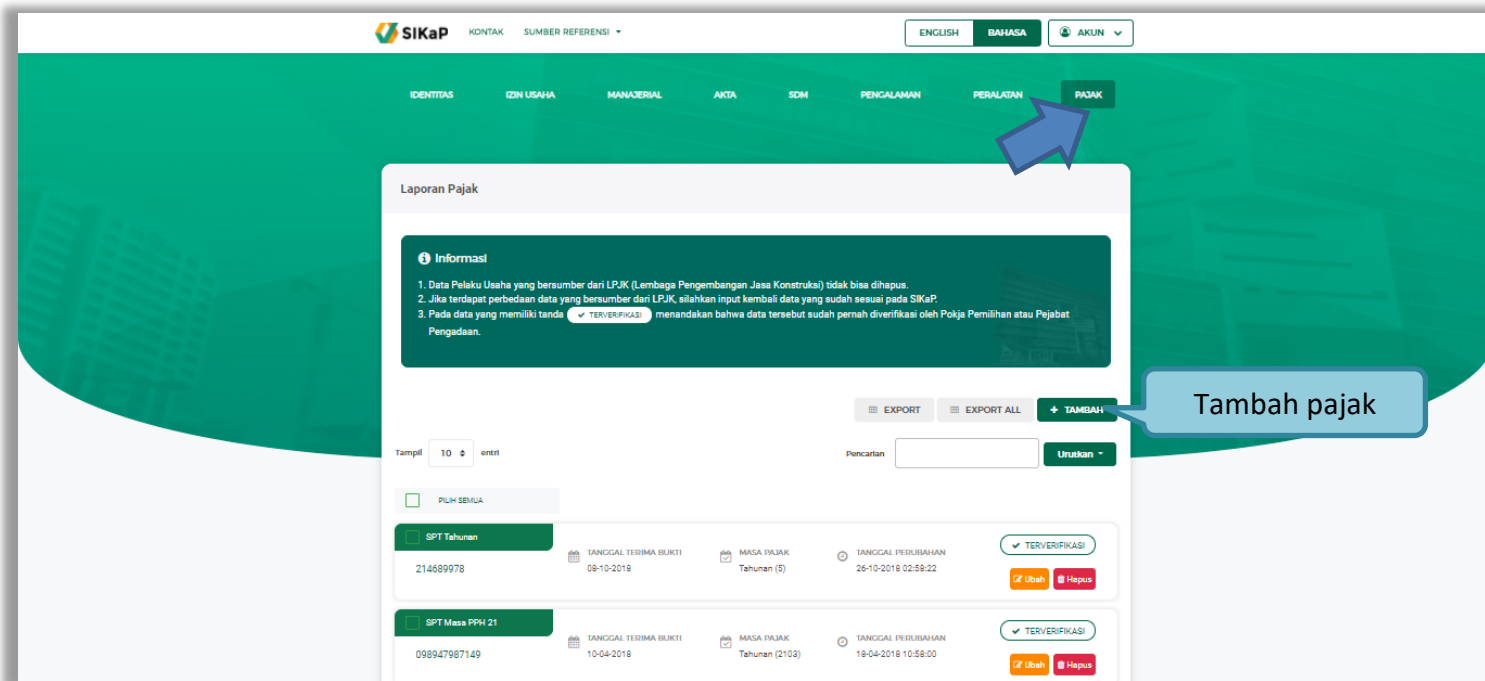 SIKaP KONTAK SUMBER REFERENSI ENGLISH BAHASA AKUN
IDENTITAS IZIN USAHA MANAJERIAL AKTA SDM PENGALAMAN PERALATAN PAJAK
Laporan Pajak
Informasi
1. Data Pelaku Usaha yang bersumber dari LPJK (Lembaga Pengembangan Jasa Konstruksi) tidak bisa dihapus.
2. Jika terdapat perbedaan data yang bersumber dari LPJK, silahkan input kembali data yang sudah sesuai pada SIKaP.
3. Pada data yang memiliki tanda TERVERIFIKASI menandakan bahwa data tersebut sudah pernah diverifikasi oleh Pokja Pemilihan atau Pejabat
Pengadaan.
EXPORT EXPORT ALL + TAMBAH
Tambah pajak
Tampil 10 entri Pencarian Urutkan
PILIH SEMUA
SPT Tahunan
214689978
TANGGAL TERIMA BUKTI
08-10-2018
MASA PAJAK
Tahunan (5)
TANGGAL PERUBAHAN
26-10-2018 02:58:22
TERVERIFIKASI
Ubah Hapus
SPT Masa PPH 21
098947987149
TANGGAL TERIMA BUKTI
10-04-2018
MASA PAJAK
Tahunan (2103)
TANGGAL PERUBAHAN
18-04-2018 10:58:00
TERVERIFIKASI
Ubah Hapus